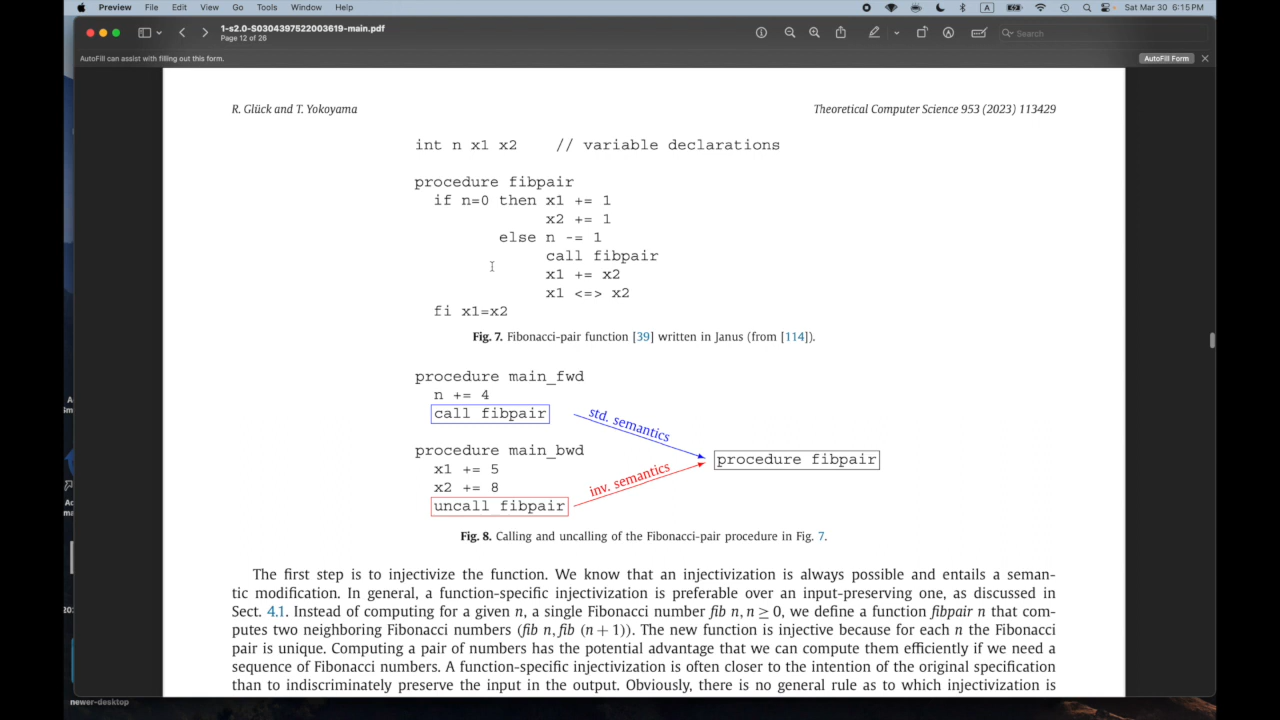 Preview File Edit View Go Tools Window Help A Sat Mar 30 6:15 PM
1-s2.0-S0304397522003619-main.pdf
Page 12 of 26
Search
AutoFill can assist with filling out this form.
AutoFill Form
R. Glück and T. Yokoyama
Theoretical Computer Science 953 (2023) 113429
int n x1 x2 // variable declarations
procedure fibpair
if n=0 then x1 += 1
x2 += 1
else n -= 1
call fibpair
x1 += x2
x1 <=> x2
fi x1=x2
Fig. 7. Fibonacci-pair function [39] written in Janus (from [114]).
procedure main_fwd
n += 4
call fibpair
std. semantics
procedure main_bwd
x1 += 5
x2 += 8
uncall fibpair
inv. semantics
procedure fibpair
Fig. 8. Calling and uncalling of the Fibonacci-pair procedure in Fig. 7.
The first step is to injectivize the function. We know that an injectivization is always possible and entails a seman-
tic modification. In general, a function-specific injectivization is preferable over an input-preserving one, as discussed in
Sect. 4.1. Instead of computing for a given n, a single Fibonacci number fib n, n ≥ 0, we define a function fibpair n that com-
putes two neighboring Fibonacci numbers (fib n, fib (n + 1)). The new function is injective because for each n the Fibonacci
pair is unique. Computing a pair of numbers has the potential advantage that we can compute them efficiently if we need a
sequence of Fibonacci numbers. A function-specific injectivization is often closer to the intention of the original specification
than to indiscriminately preserve the input in the output. Obviously, there is no general rule as to which injectivization is
newer-desktop